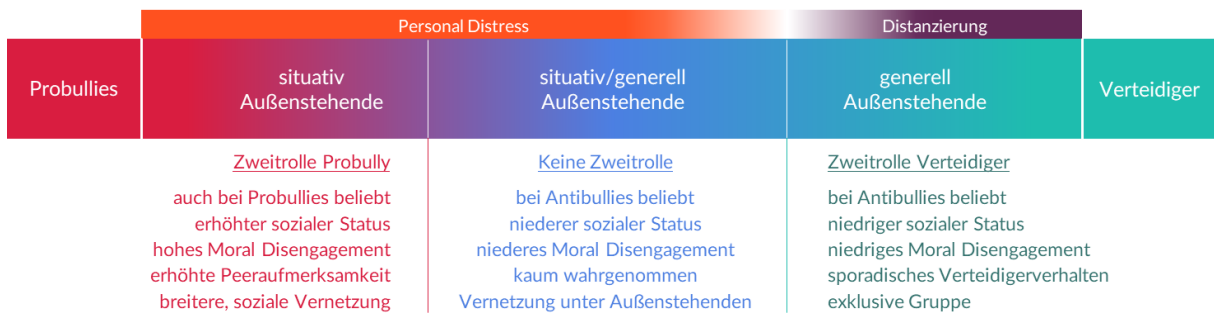 Personal Distress
Distanzierung
Probullies
situativ
Außenstehende
situativ/generell
Außenstehende
generell
Außenstehende
Verteidiger
Zweitrolle Probully
auch bei Probullies beliebt
erhöhter sozialer Status
hohes Moral Disengagement
erhöhte Peeraufmerksamkeit
breitere, soziale Vernetzung
Keine Zweitrolle
bei Antibullies beliebt
niederer sozialer Status
niederes Moral Disengagement
kaum wahrgenommen
Vernetzung unter Außenstehenden
Zweitrolle Verteidiger
bei Antibullies beliebt
niedriger sozialer Status
niedriges Moral Disengagement
sporadisches Verteidigerverhalten
exklusive Gruppe